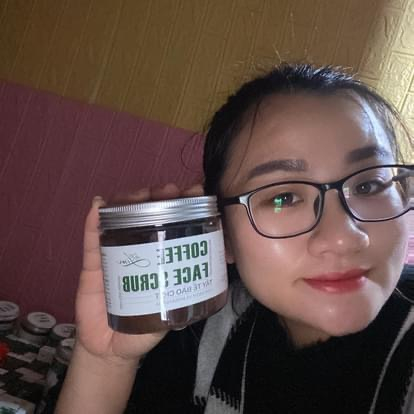 COFFEE
FACE SCRUB
TẨY TẾ BÀO CHẾT